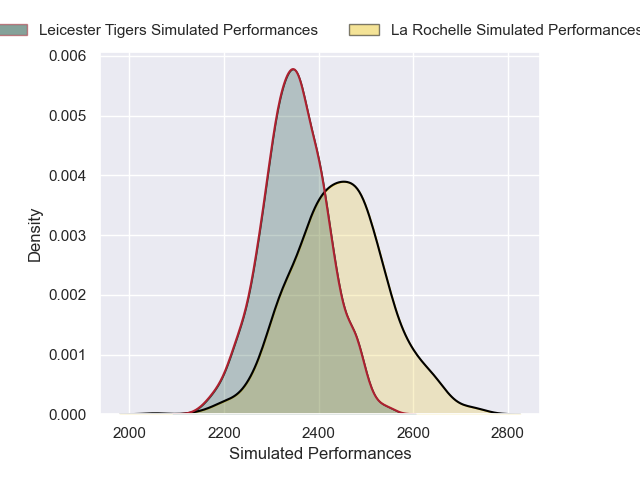 Leicester Tigers Simulated Performances La Rochelle Simulated Performances
0.006
0.005
0.004
0.003
0.002
0.001
0.000
Density
2000 2200 2400 2600 2800
Simulated Performances